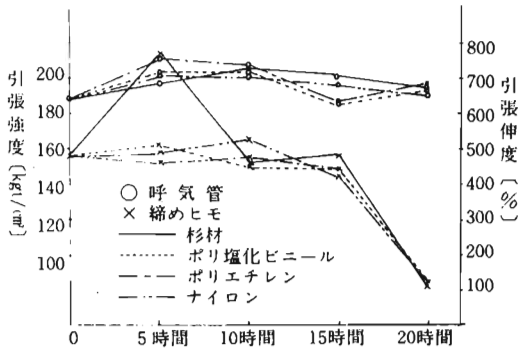 引張強度〔kgf/cm²〕
200
180
160
140
120
100
○ 呼気管
× 締めヒモ
杉材
ポリ塩化ビニール
ポリエチレン
ナイロン
800
700
600
500
400
300
200
100
引張伸度〔%〕
0 5時間 10時間 15時間 20時間